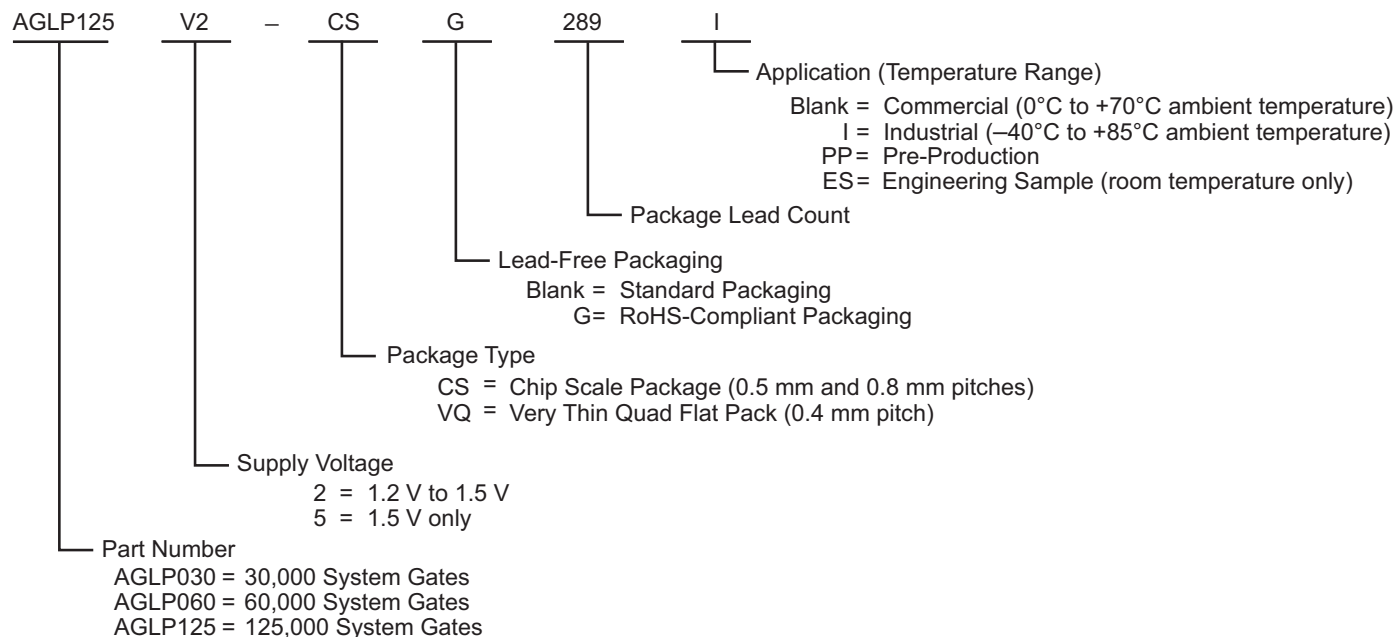 AGLP125 V2 – CS G 289 I
Application (Temperature Range)
Blank = Commercial (0°C to +70°C ambient temperature)
I = Industrial (–40°C to +85°C ambient temperature)
PP= Pre-Production
ES= Engineering Sample (room temperature only)
Package Lead Count
Lead-Free Packaging
Blank = Standard Packaging
G= RoHS-Compliant Packaging
Package Type
CS = Chip Scale Package (0.5 mm and 0.8 mm pitches)
VQ = Very Thin Quad Flat Pack (0.4 mm pitch)
Supply Voltage
2 = 1.2 V to 1.5 V
5 = 1.5 V only
Part Number
AGLP030 = 30,000 System Gates
AGLP060 = 60,000 System Gates
AGLP125 = 125,000 System Gates